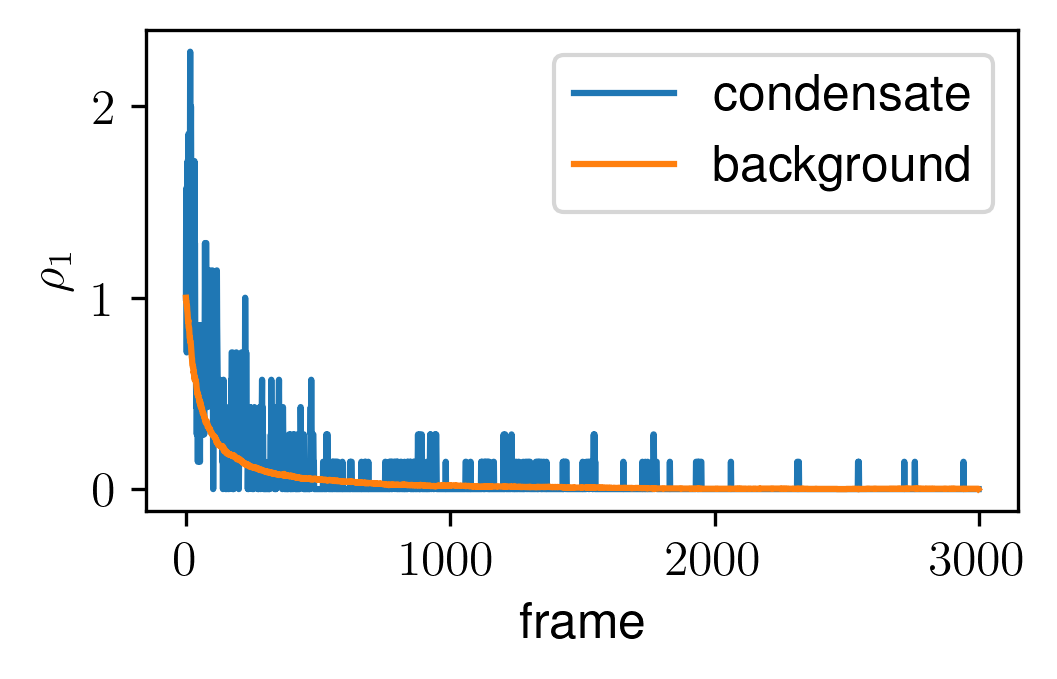 condensate
background
2
1
0
ρ₁
0 1000 2000 3000
frame